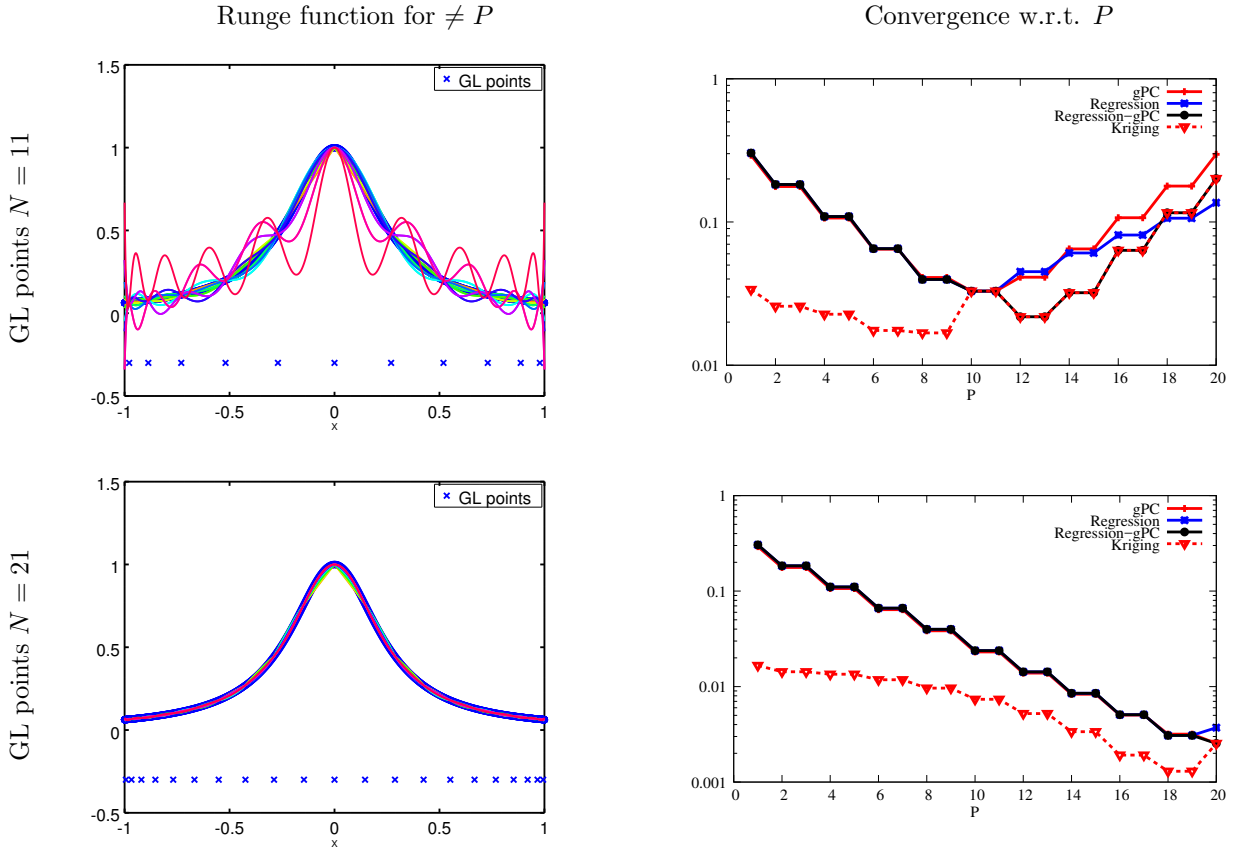 Runge function for ≠ P
Convergence w.r.t. P
GL points N = 11
1.5
1
0.5
0
-0.5
-1
-0.5
0
0.5
1
x
GL points
1
0.1
0.01
0
2
4
6
8
10
12
14
16
18
20
P
gPC
Regression
Regression-gPC
Kriging
GL points N = 21
1.5
1
0.5
0
-0.5
-1
-0.5
0
0.5
1
x
GL points
1
0.1
0.01
0.001
0
2
4
6
8
10
12
14
16
18
20
P
gPC
Regression
Regression-gPC
Kriging